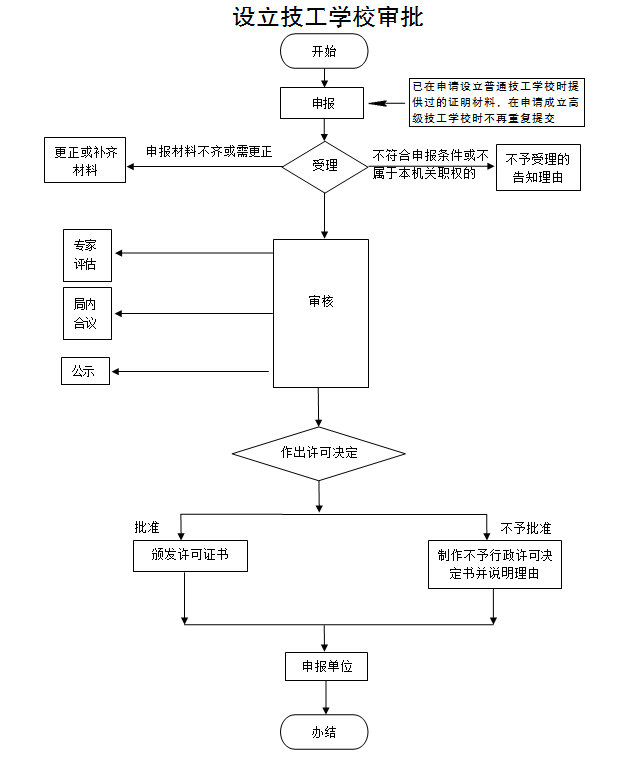 设立技工学校审批
开始
申报
已在申请设立普通技工学校时提
供过的证明材料，在申请成立高
级技工学校时不再重复提交
更正或补齐
材料
申报材料不齐或需更正
受理
不符合申报条件或不
属于本机关职权的
不予受理的
告知理由
专家
评估
局内
合议
公示
审核
作出许可决定
批准
不予批准
颁发许可证书
制作不予行政许可决
定书并说明理由
申报单位
办结